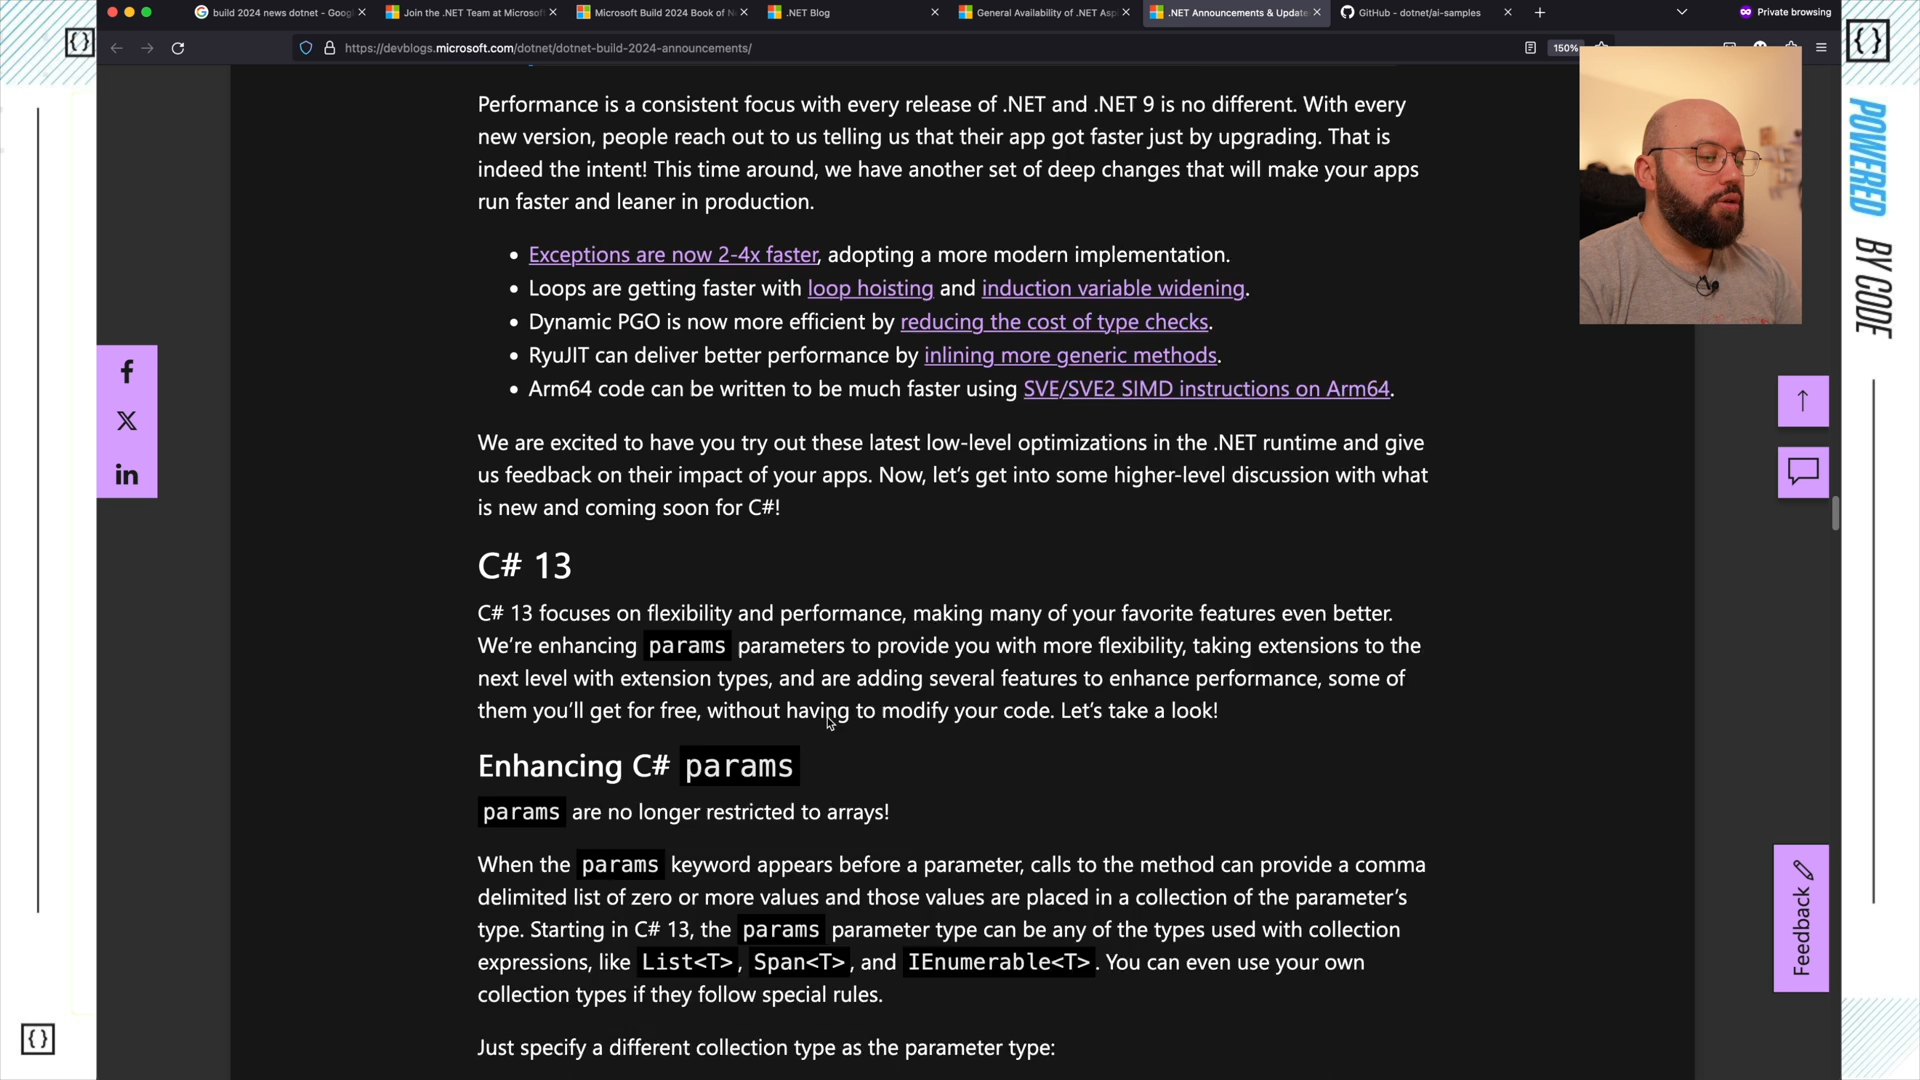 build 2024 news dotnet - Goog
Join the .NET Team at Microsof
Microsoft Build 2024 Book of N
.NET Blog
General Availability of .NET Asp
.NET Announcements & Update
GitHub - dotnet/ai-samples
Private browsing
https://devblogs.microsoft.com/dotnet/dotnet-build-2024-announcements/
150%
Performance is a consistent focus with every release of .NET and .NET 9 is no different. With every
new version, people reach out to us telling us that their app got faster just by upgrading. That is
indeed the intent! This time around, we have another set of deep changes that will make your apps
run faster and leaner in production.
• Exceptions are now 2-4x faster, adopting a more modern implementation.
• Loops are getting faster with loop hoisting and induction variable widening.
• Dynamic PGO is now more efficient by reducing the cost of type checks.
• RyuJIT can deliver better performance by inlining more generic methods.
• Arm64 code can be written to be much faster using SVE/SVE2 SIMD instructions on Arm64.
We are excited to have you try out these latest low-level optimizations in the .NET runtime and give
us feedback on their impact of your apps. Now, let's get into some higher-level discussion with what
is new and coming soon for C#!
C# 13
C# 13 focuses on flexibility and performance, making many of your favorite features even better.
We're enhancing params parameters to provide you with more flexibility, taking extensions to the
next level with extension types, and are adding several features to enhance performance, some of
them you'll get for free, without having to modify your code. Let's take a look!
Enhancing C# params
params are no longer restricted to arrays!
When the params keyword appears before a parameter, calls to the method can provide a comma
delimited list of zero or more values and those values are placed in a collection of the parameter's
type. Starting in C# 13, the params parameter type can be any of the types used with collection
expressions, like List<T>, Span<T>, and IEnumerable<T>. You can even use your own
collection types if they follow special rules.
Just specify a different collection type as the parameter type:
Feedback
{}
{}
{}
POWERED BY CODE